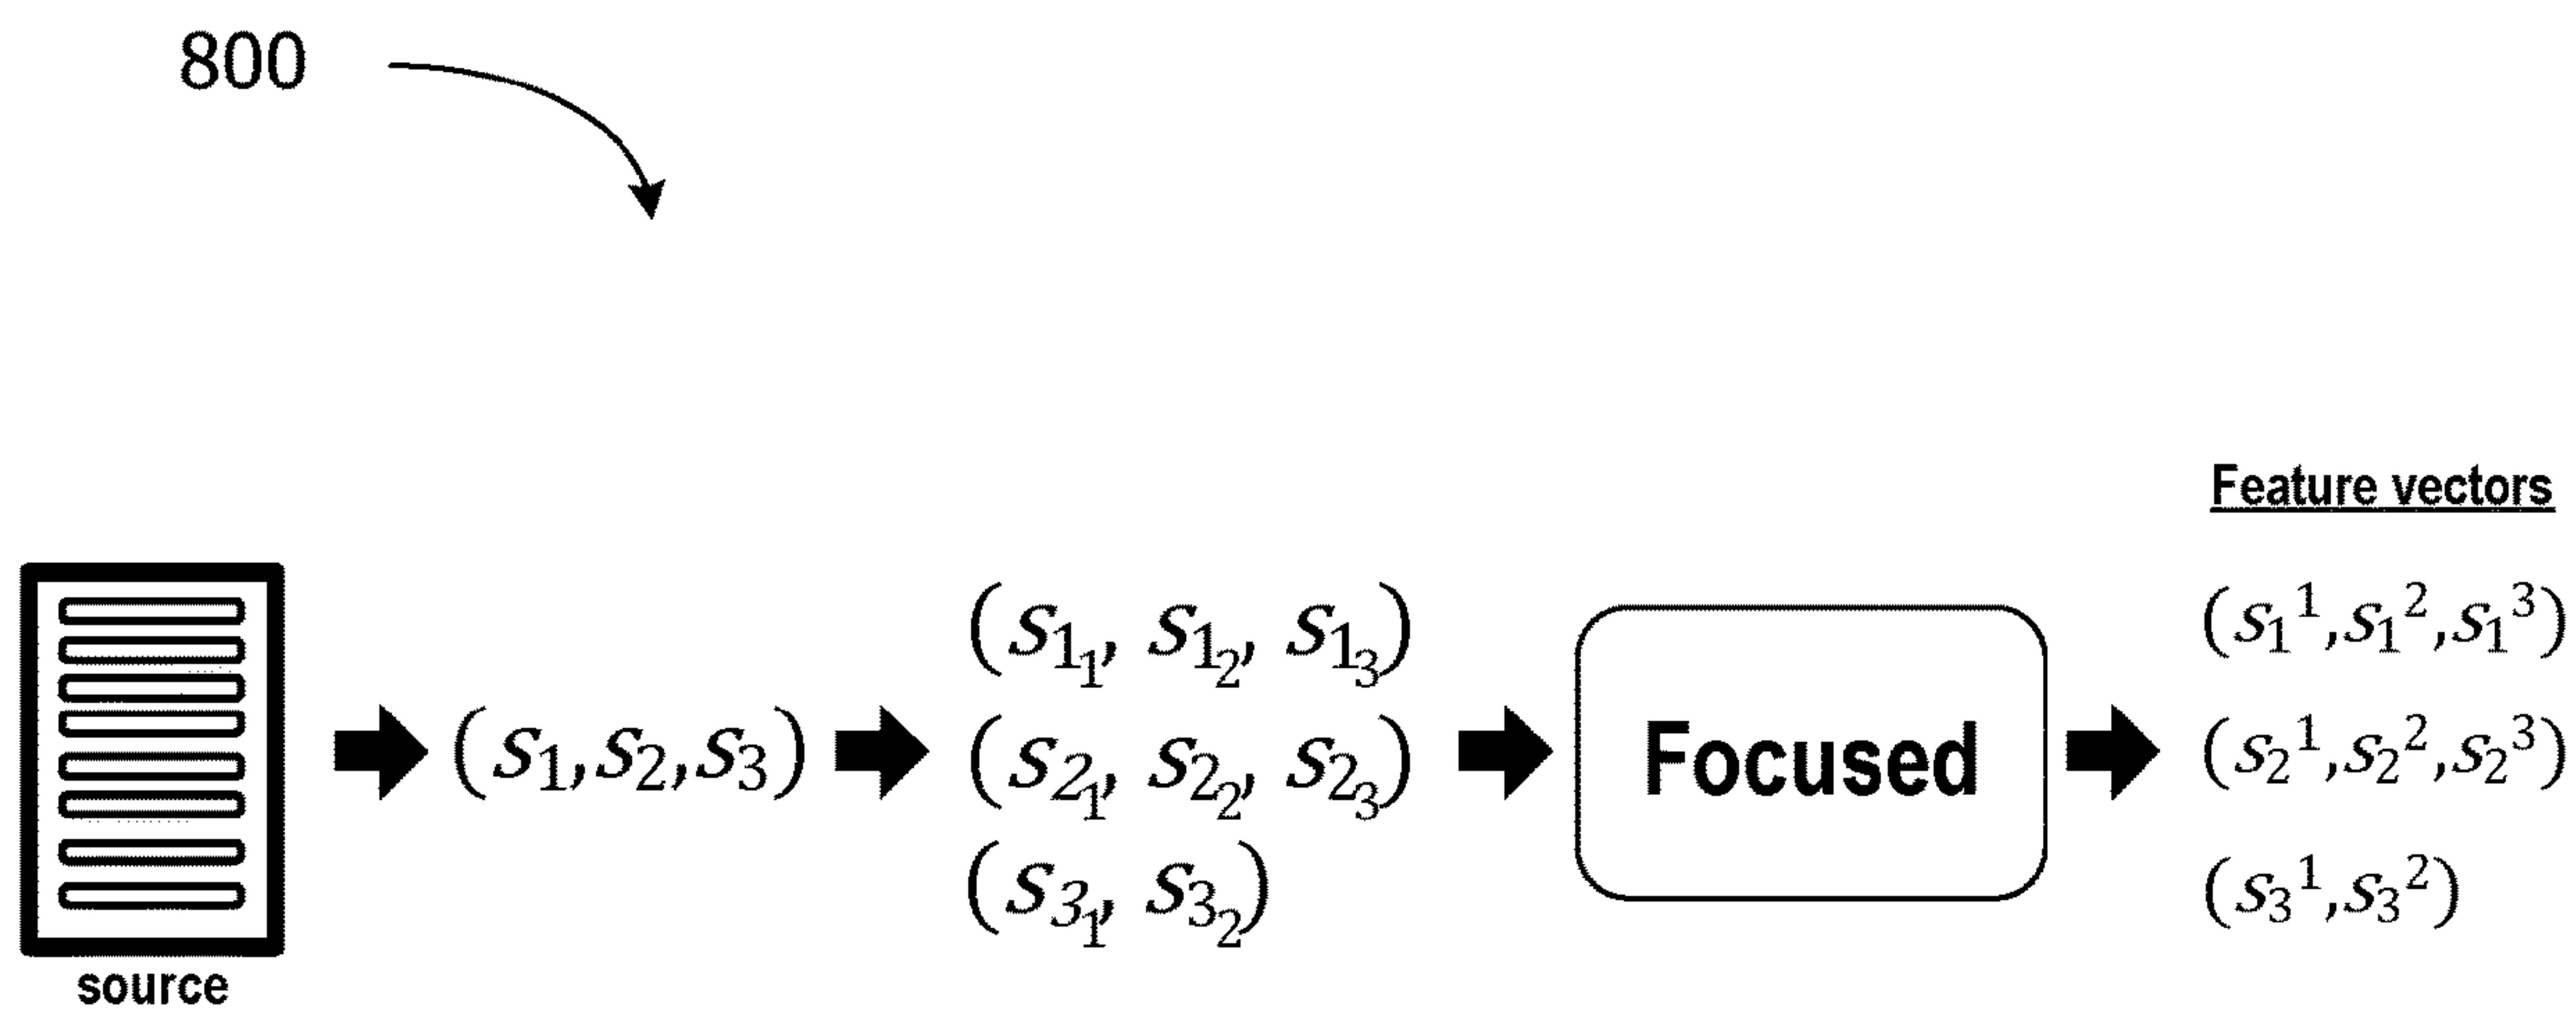 800
Feature vectors
(s₁,s₂,s₃)
(s₁₁, s₁₂, s₁₃)
(s₂₁, s₂₂, s₂₃)
(s₃₁, s₃₂)
Focused
(s₁¹,s₁²,s₁³)
(s₂¹,s₂²,s₂³)
(s₃¹,s₃²)
source